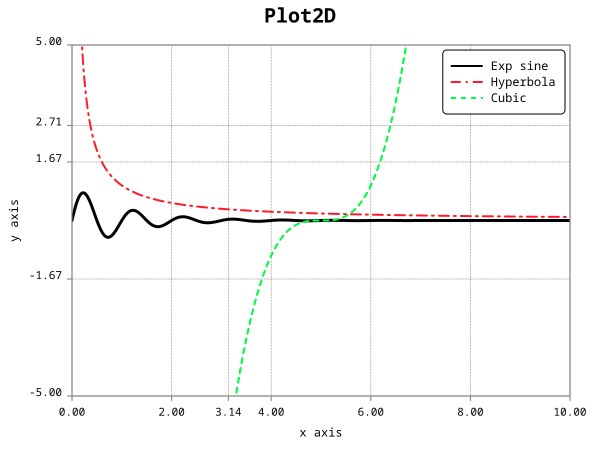 Plot2D
5.00
2.71
1.67
-1.67
-5.00
y axis
Exp sine
Hyperbola
Cubic
0.00 2.00 3.14 4.00 6.00 8.00 10.00
x axis